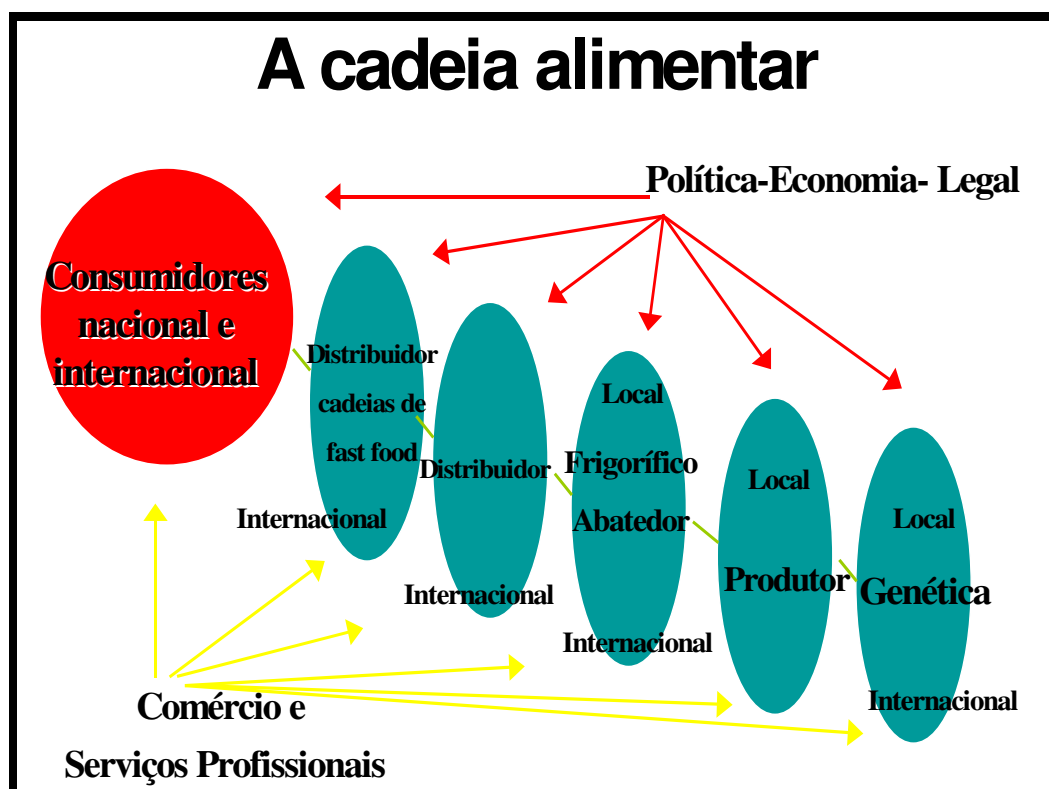 A cadeia alimentar
Política-Economia- Legal
Consumidores
nacional e
internacional
Distribuidor
cadeias de
fast food
Internacional
Distribuidor
Internacional
Local
Frigorífico
Abatedor
Internacional
Local
Produtor
Local
Genética
Internacional
Comércio e
Serviços Profissionais